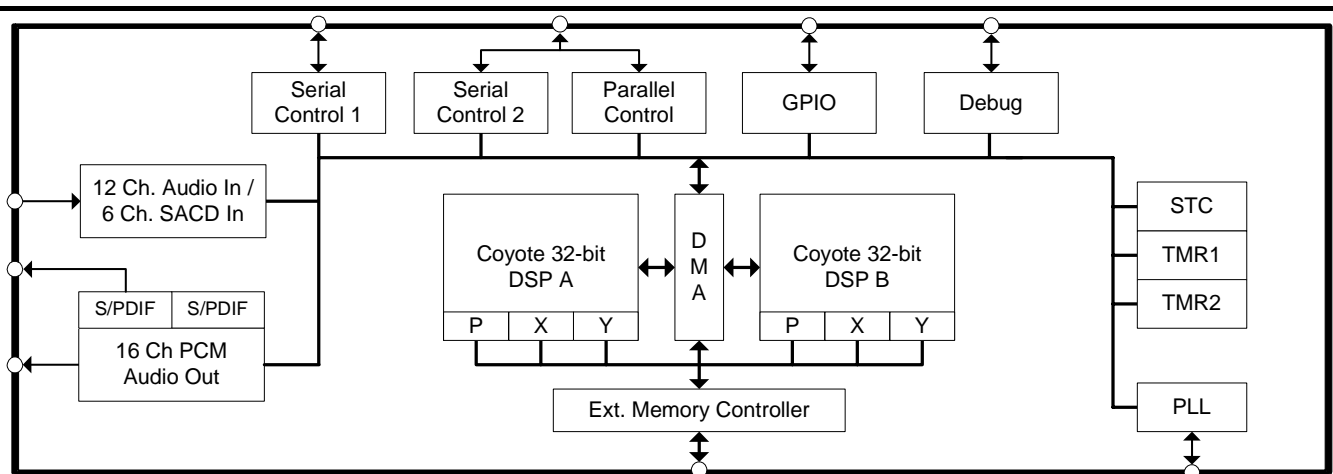 Serial
Control 1
Serial
Control 2
Parallel
Control
GPIO
Debug
12 Ch. Audio In /
6 Ch. SACD In
S/PDIF S/PDIF
16 Ch PCM
Audio Out
Coyote 32-bit
DSP A
P X Y
D
M
A
Coyote 32-bit
DSP B
P X Y
Ext. Memory Controller
STC
TMR1
TMR2
PLL